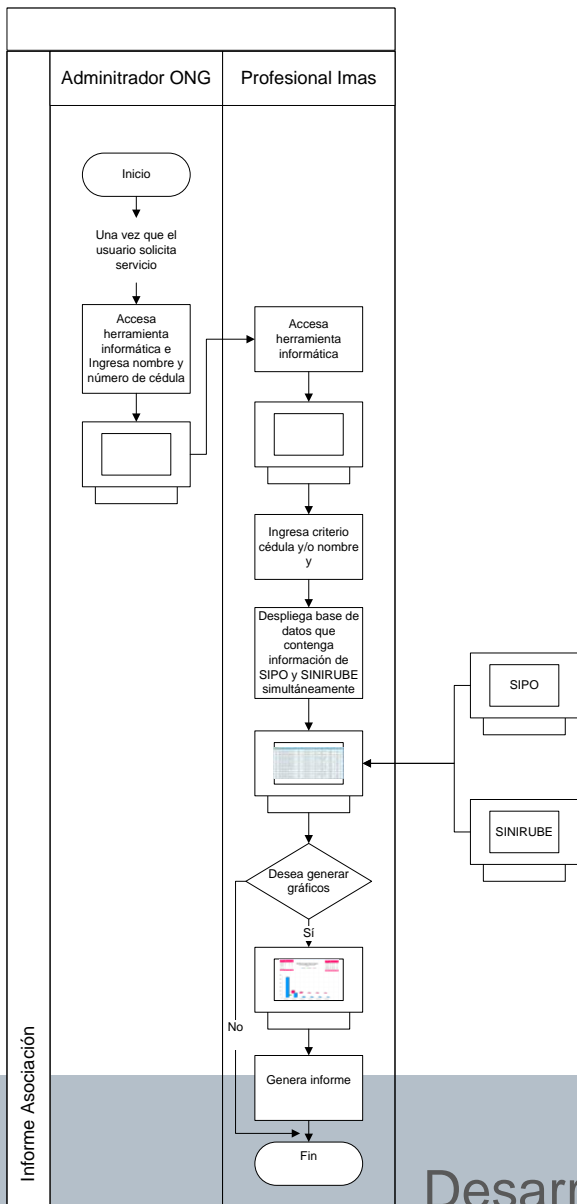 Adminitrador ONG
Profesional Imas
Inicio
Una vez que el
usuario solicita
servicio
Accesa
herramienta
informática e
Ingresa nombre y
número de cédula
Accesa
herramienta
informática
Ingresa criterio
cédula y/o nombre
y
Despliega base de
datos que
contenga
información de
SIPO y SINIRUBE
simultáneamente
SIPO
SINIRUBE
Desea generar
gráficos
Sí
No
Genera informe
Fin
Informe Asociación
Desarr